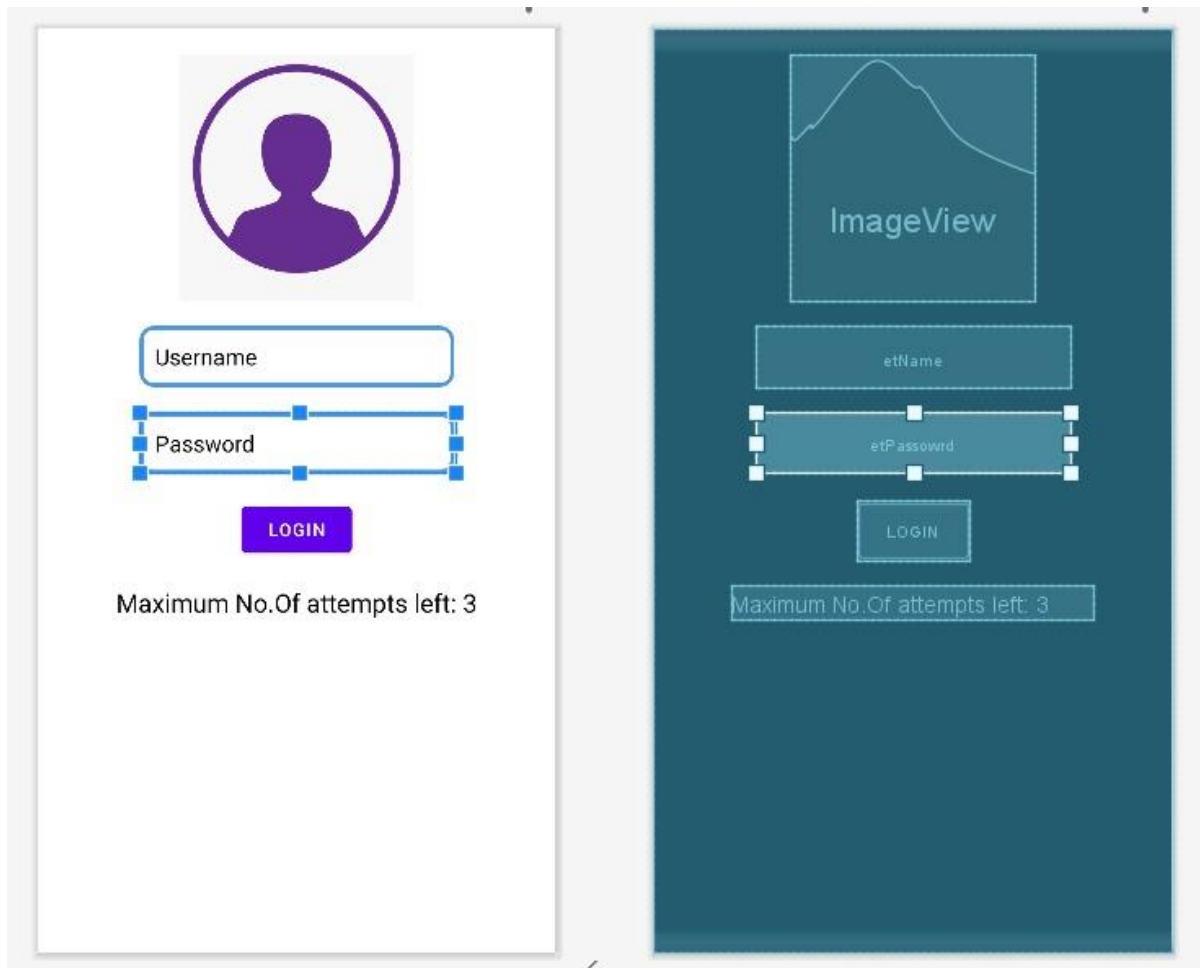 Username
Password
LOGIN
Maximum No.Of attempts left: 3
ImageView
etName
etPassowrd
LOGIN
Maximum No.Of attempts left: 3